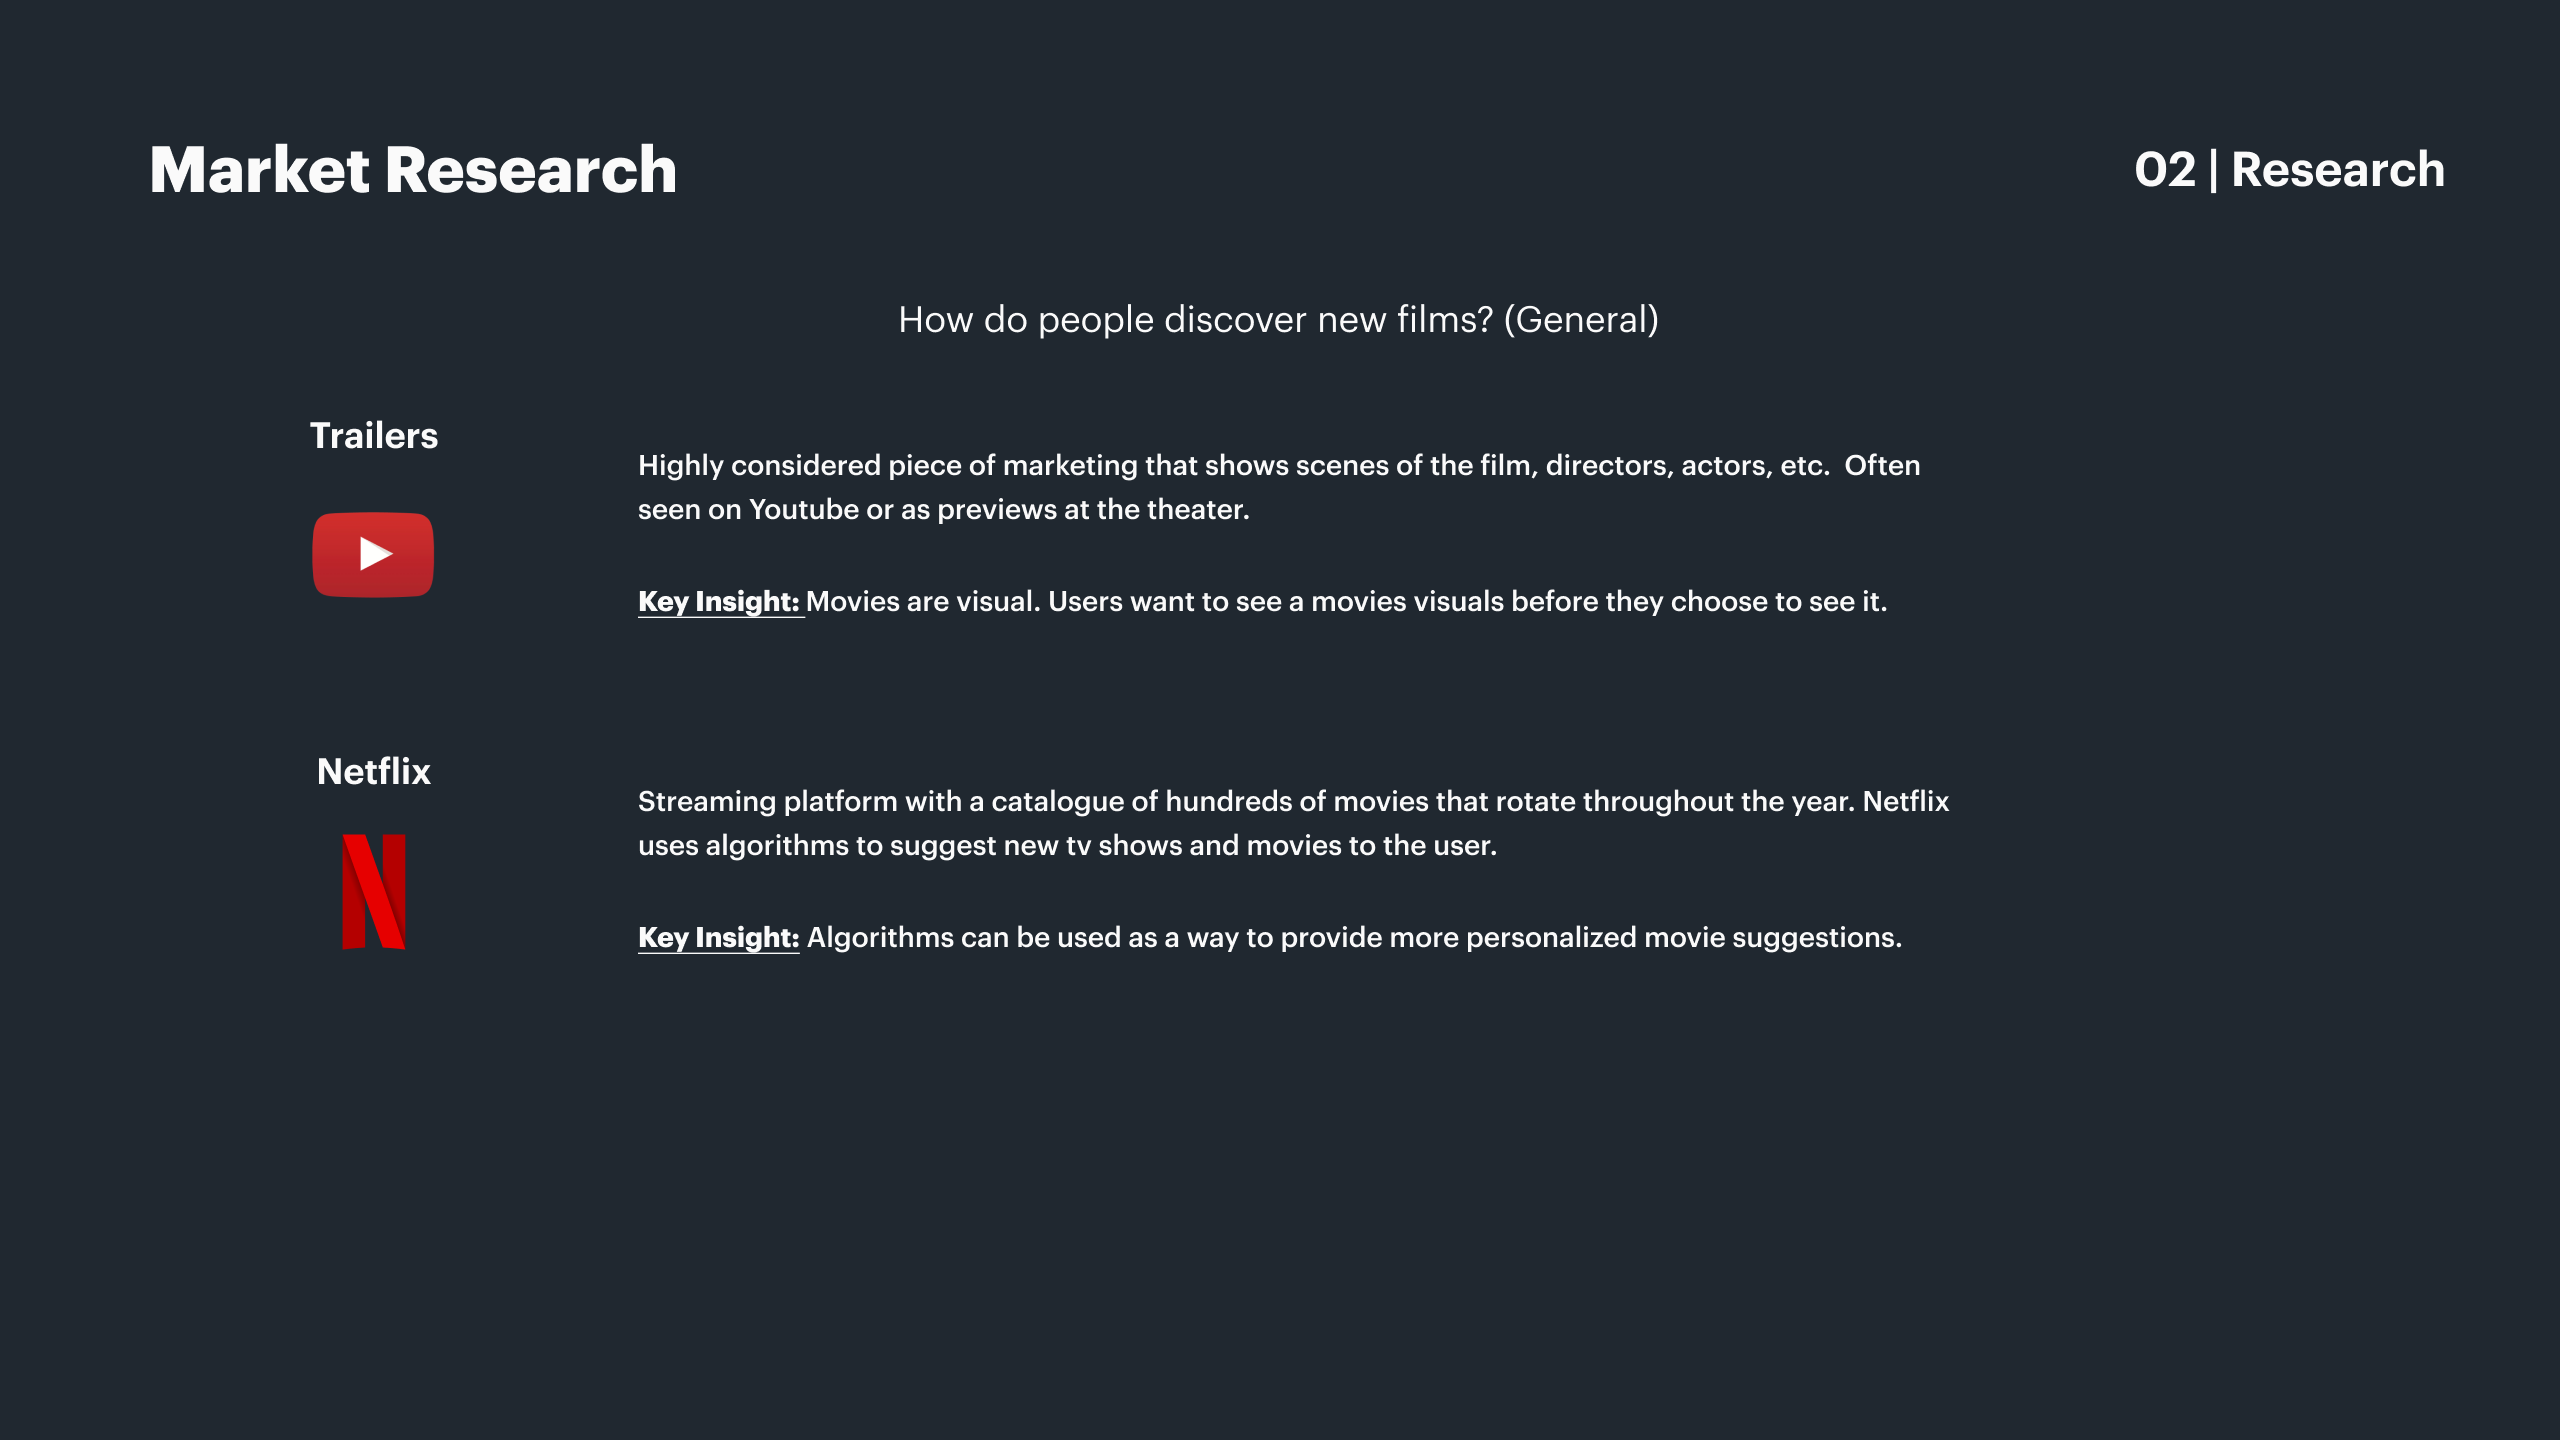 Market Research
02 | Research
How do people discover new films? (General)
Trailers
Highly considered piece of marketing that shows scenes of the film, directors, actors, etc.  Often
seen on Youtube or as previews at the theater.
Key Insight: Movies are visual. Users want to see a movies visuals before they choose to see it.
Netflix
Streaming platform with a catalogue of hundreds of movies that rotate throughout the year. Netflix
uses algorithms to suggest new tv shows and movies to the user.
Key Insight: Algorithms can be used as a way to provide more personalized movie suggestions.